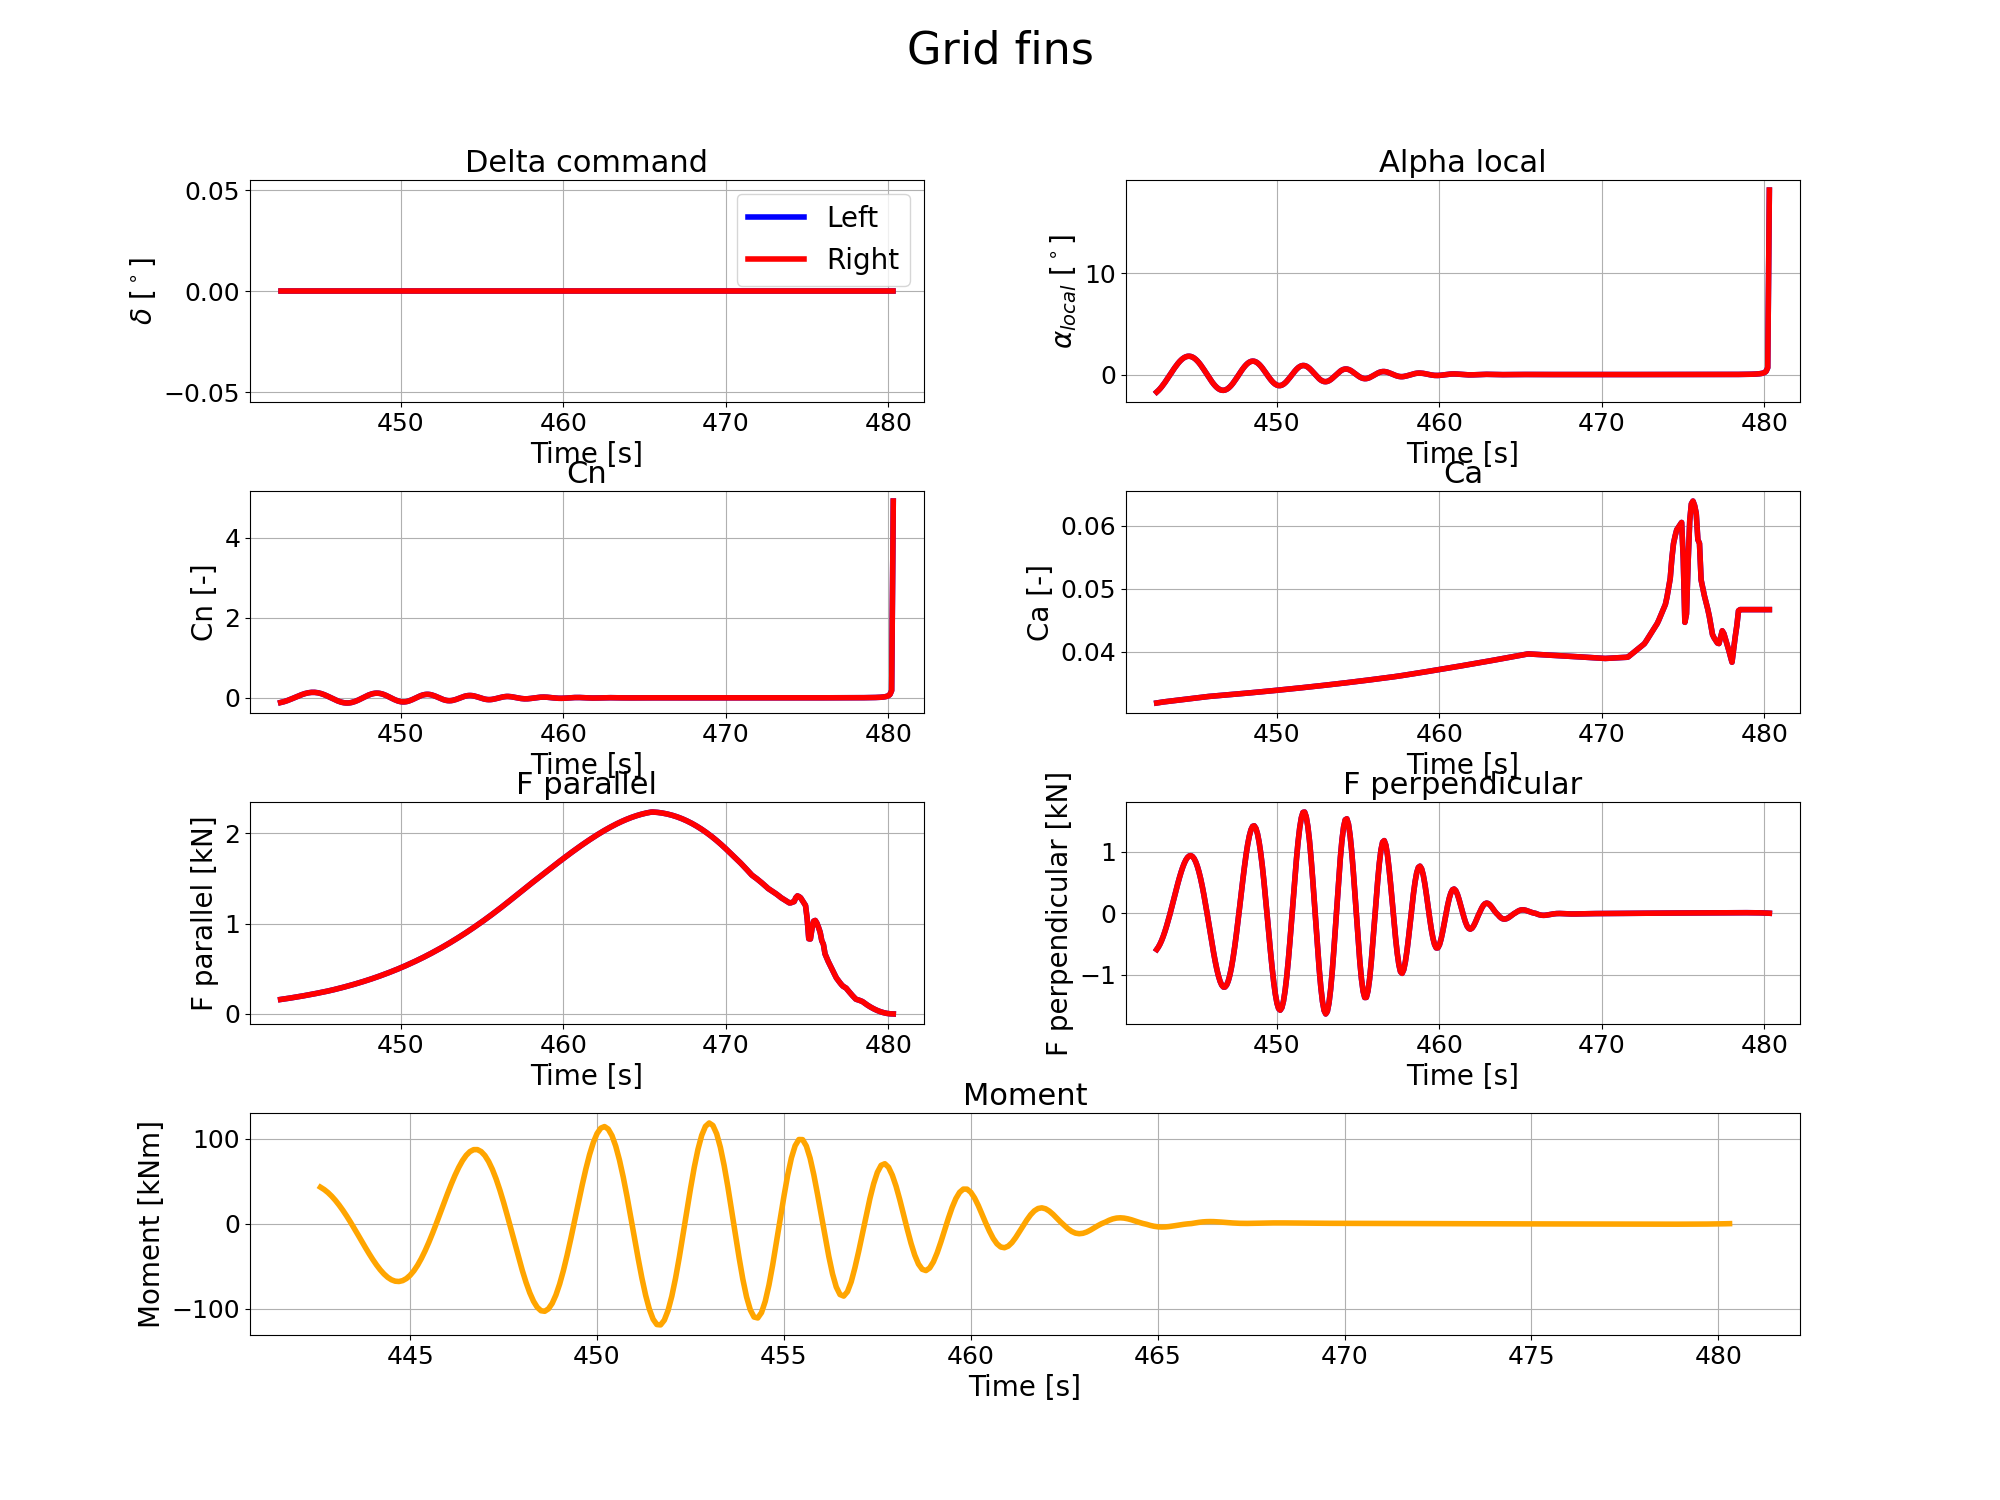 Grid fins
Delta command
δ [°]
0.05
0.00
−0.05
Left
Right
450 460 470 480
Time [s]
Alpha local
α_local [°]
10
0
450 460 470 480
Time [s]
Cn
Cn [-]
4
2
0
450 460 470 480
Time [s]
Ca
Ca [-]
0.06
0.05
0.04
450 460 470 480
Time [s]
F parallel
F parallel [kN]
2
1
0
450 460 470 480
Time [s]
F perpendicular
F perpendicular [kN]
1
0
−1
450 460 470 480
Time [s]
Moment
Moment [kNm]
100
0
−100
445 450 455 460 465 470 475 480
Time [s]